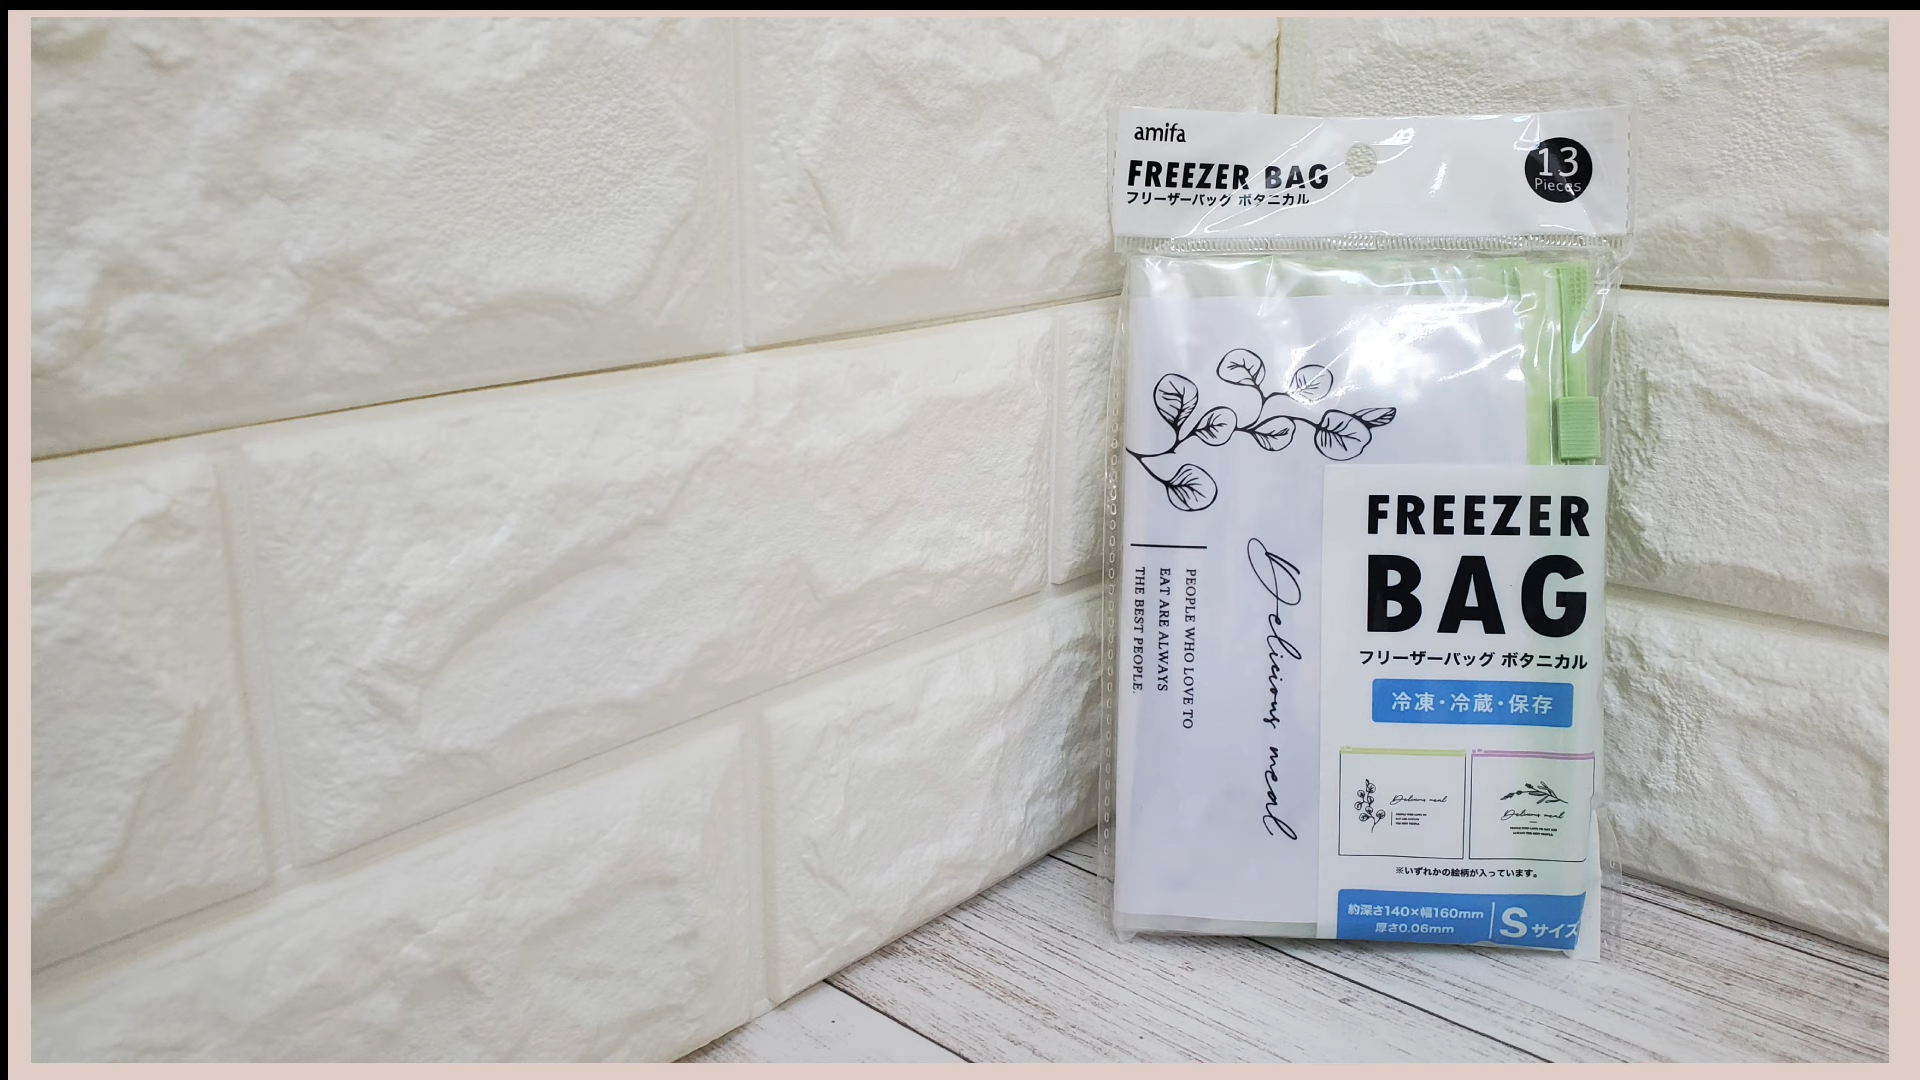 amifa
FREEZER BAG
フリーザーバッグ ボタニカル
13
Pieces
Delicious meal
PEOPLE WHO LOVE TO
EAT ARE ALWAYS
THE BEST PEOPLE.
FREEZER
BAG
フリーザーバッグ ボタニカル
冷凍・冷蔵・保存
Delicious meal
Delicious meal
※いずれかの絵柄が入っています。
約深さ140×幅160mm
厚さ0.06mm
Sサイズ